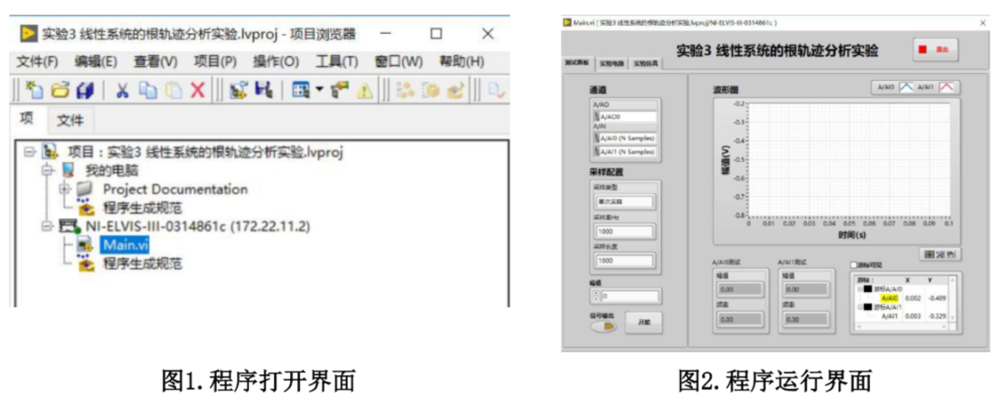 实验3 线性系统的根轨迹分析实验.lvproj - 项目浏览器
文件(F) 编辑(E) 查看(V) 项目(P) 操作(O) 工具(T) 窗口(W) 帮助(H)
项 文件
项目：实验3 线性系统的根轨迹分析实验.lvproj
我的电脑
Project Documentation
程序生成规范
NI-ELVIS-III-0314861c (172.22.11.2)
Main.vi
程序生成规范
图1.程序打开界面
Main.vi ( 实验3 线性系统的根轨迹分析实验.lvproj/NI-ELVIS-III-0314861c )
实验3 线性系统的根轨迹分析实验
退出
测试面板 实验电路 实验仿真
通道
A/AO
A/AO0
A/AI
A/AI0 (N Samples)
A/AI1 (N Samples)
采样配置
采样类型
单次采样
采样率Hz
1000
采样长度
1000
幅值
0
信号输出
开始
波形图
A/AI0 A/AI1
幅值(V)
-0.2
-0.3
-0.4
-0.5
-0.6
-0.7
-0.8
0 0.01 0.02 0.03 0.04 0.05 0.06 0.07 0.08 0.09 0.1
时间(s)
A/AI0测试
幅值
0.00
频率
0.00
A/AI1测试
幅值
0.00
频率
0.00
游标可见
游标： X Y
游标A/AI0
A/AI0 0.002 -0.409
游标A/AI1
A/AI1 0.003 -0.329
图2.程序运行界面